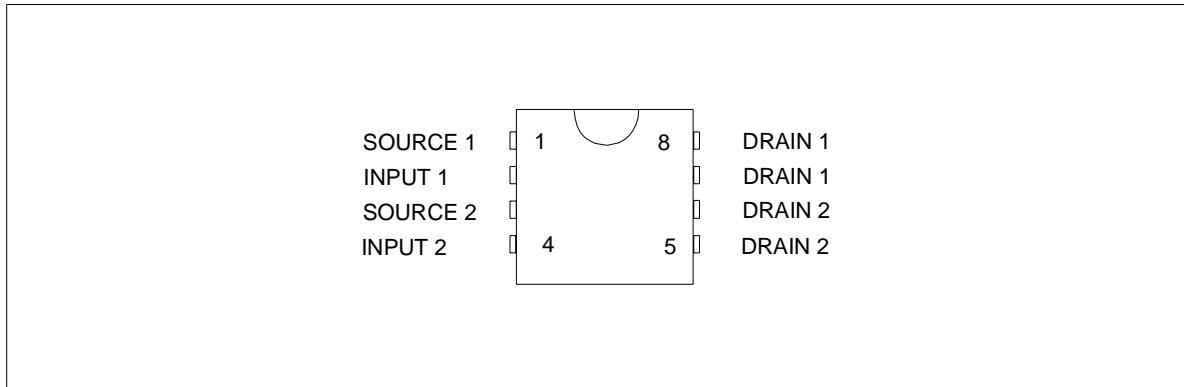 SOURCE 1 1 8 DRAIN 1
INPUT 1 DRAIN 1
SOURCE 2 DRAIN 2
INPUT 2 4 5 DRAIN 2